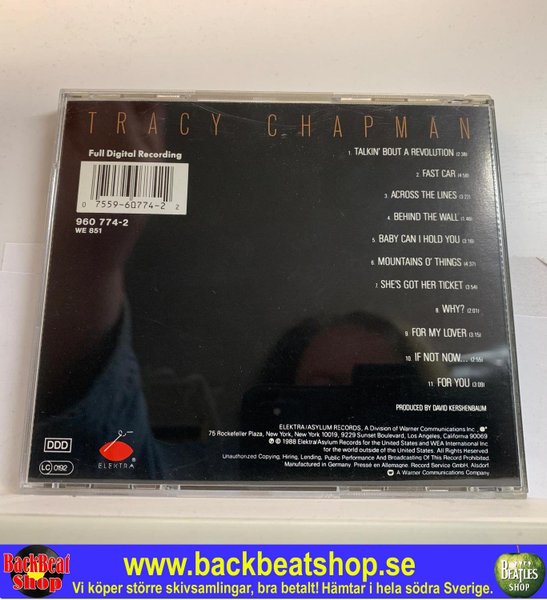 TRACY CHAPMAN
Full Digital Recording
0 7559-60774-2 2
960 774-2
WE 851
1. TALKIN' BOUT A REVOLUTION (2:38)
2. FAST CAR (4:58)
3. ACROSS THE LINES (3:22)
4. BEHIND THE WALL (1:46)
5. BABY CAN I HOLD YOU (3:16)
6. MOUNTAINS O' THINGS (4:37)
7. SHE'S GOT HER TICKET (3:54)
8. WHY? (2:01)
9. FOR MY LOVER (3:15)
10. IF NOT NOW... (2:55)
11. FOR YOU (3:09)
PRODUCED BY DAVID KERSHENBAUM
ELEKTRA/ASYLUM RECORDS, A Division of Warner Communications Inc.,
75 Rockefeller Plaza, New York, New York 10019, 9229 Sunset Boulevard, Los Angeles, California 90069
℗ © 1988 Elektra/Asylum Records for the United States and WEA International Inc
for the world outside of the United States. All Rights Reserved
Unauthorized Copying, Hiring, Lending, Public Performance And Broadcasting Of This Record Prohibited
Manufactured in Germany. Pressé en Allemagne. Record Service GmbH, Alsdorf
A Warner Communications Company
DDD
LC 0192
ELEKTRA
BackBeat
Shop
www.backbeatshop.se
Vi köper större skivsamlingar, bra betalt! Hämtar i hela södra Sverige.
BEATLES
SHOP